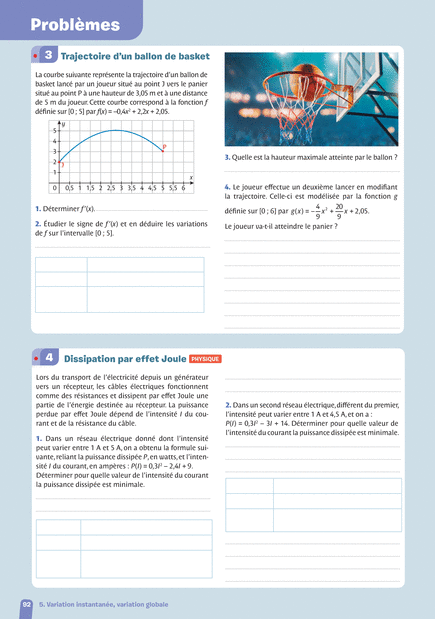 Problèmes
3 Trajectoire d'un ballon de basket
La courbe suivante représente la trajectoire d'un ballon de
basket lancé par un joueur situé au point J vers le panier
situé au point P à une hauteur de 3,05 m et à une distance
de 5 m du joueur. Cette courbe correspond à la fonction f
définie sur [0 ; 5] par f(x) = –0,4x² + 2,2x + 2,05.
y
5
4
3
2
1
J
P
x
0 0,5 1 1,5 2 2,5 3 3,5 4 4,5 5 5,5 6
1. Déterminer f'(x).
2. Étudier le signe de f'(x) et en déduire les variations
de f sur l'intervalle [0 ; 5].
3. Quelle est la hauteur maximale atteinte par le ballon ?
4. Le joueur effectue un deuxième lancer en modifiant
la trajectoire. Celle-ci est modélisée par la fonction g
définie sur [0 ; 6] par g(x) = –4/9 x² + 20/9 x + 2,05.
Le joueur va-t-il atteindre le panier ?
4 Dissipation par effet Joule PHYSIQUE
Lors du transport de l'électricité depuis un générateur
vers un récepteur, les câbles électriques fonctionnent
comme des résistances et dissipent par effet Joule une
partie de l'énergie destinée au récepteur. La puissance
perdue par effet Joule dépend de l'intensité I du cou-
rant et de la résistance du câble.
1. Dans un réseau électrique donné dont l'intensité
peut varier entre 1 A et 5 A, on a obtenu la formule sui-
vante, reliant la puissance dissipée P, en watts, et l'inten-
sité I du courant, en ampères : P(I) = 0,3I² – 2,4I + 9.
Déterminer pour quelle valeur de l'intensité du courant
la puissance dissipée est minimale.
2. Dans un second réseau électrique, différent du premier,
l'intensité peut varier entre 1 A et 4,5 A, et on a :
P(I) = 0,3I² – 3I + 14. Déterminer pour quelle valeur de
l'intensité du courant la puissance dissipée est minimale.
92 5. Variation instantanée, variation globale